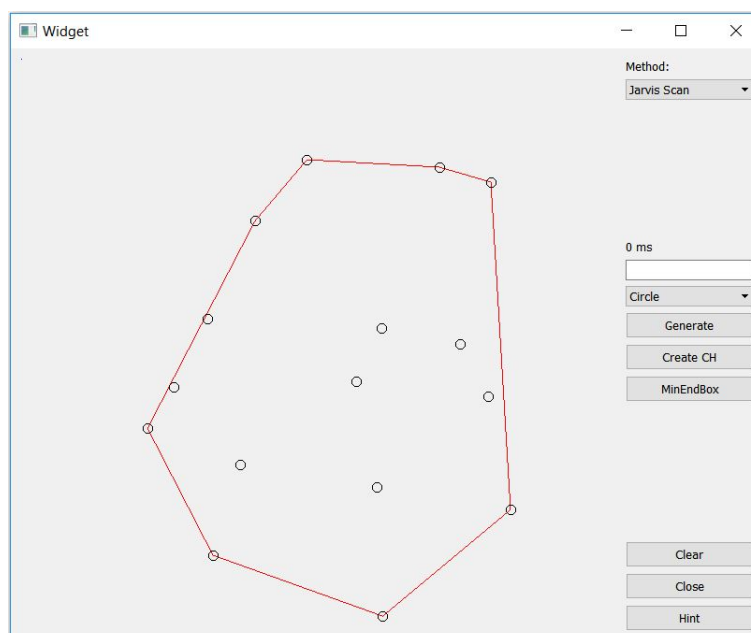 Widget
Method:
Jarvis Scan
0 ms
Circle
Generate
Create CH
MinEndBox
Clear
Close
Hint